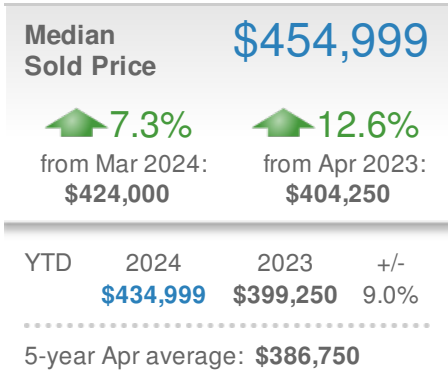 Median $454,999
Sold Price
7.3% 12.6%
from Mar 2024: from Apr 2023:
$424,000 $404,250
YTD 2024 2023 +/-
$434,999 $399,250 9.0%
5-year Apr average: $386,750